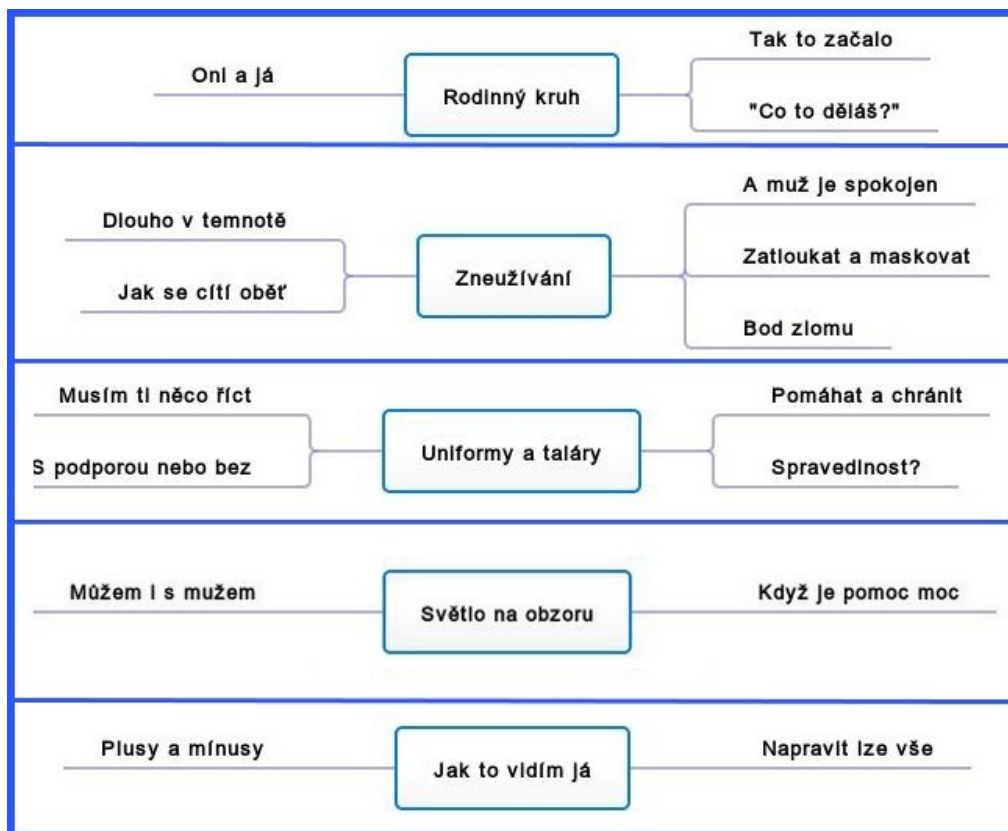 Oni a já
Rodinný kruh
Tak to začalo
"Co to děláš?"
Dlouho v temnotě
Jak se cítí oběť
Zneužívání
A muž je spokojen
Zatloukat a maskovat
Bod zlomu
Musím ti něco říct
S podporou nebo bez
Uniformy a taláry
Pomáhat a chránit
Spravedlnost?
Můžem i s mužem
Světlo na obzoru
Když je pomoc moc
Plusy a mínusy
Jak to vidím já
Napravit lze vše